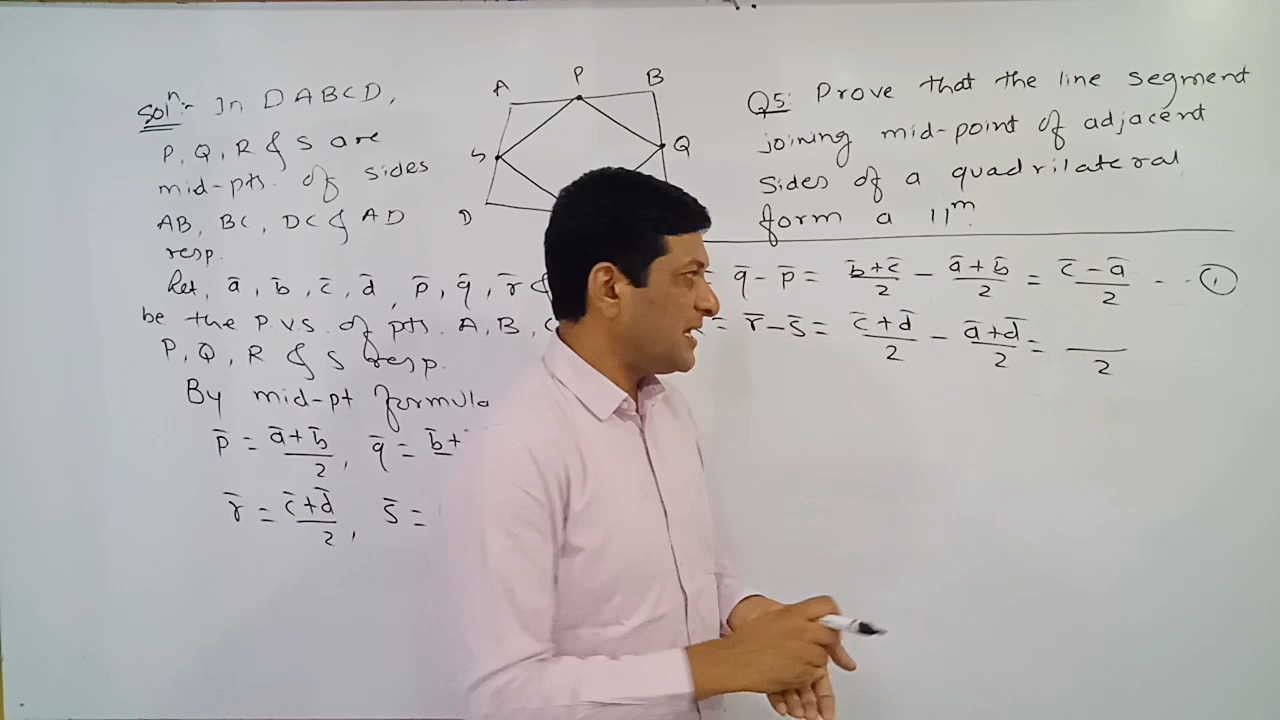 Solⁿ:- In □ ABCD,
P, Q, R & S are
mid-pts. of sides
AB, BC, DC & AD
resp.
Let, a̅, b̅, c̅, d̅, p̅, q̅, r̅ &
be the P.V.S. of pts. A, B, C
P, Q, R & S resp.
By mid-pt formula
p̅ = (a̅+b̅)/2, q̅ = b̅+
r̅ = (c̅+d̅)/2, s̅ =
A P B
S Q
D
Q5: Prove that the line segment
joining mid-point of adjacent
sides of a quadrilateral
form a 11ᵐ.
= q̅ - p̅ = (b̅+c̅)/2 - (a̅+b̅)/2 = (c̅-a̅)/2 --- ①
= r̅ - s̅ = (c̅+d̅)/2 - (a̅+d̅)/2 = /2